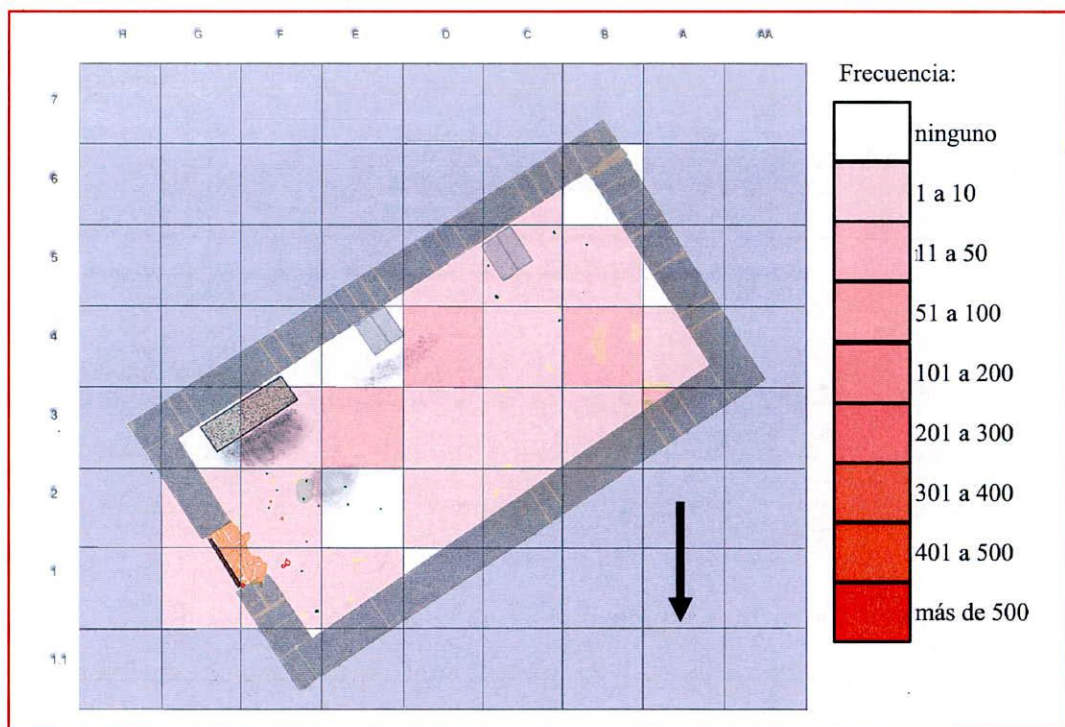 H G F E D C B A AA
Frecuencia:
7
ninguno
6
1 a 10
5
11 a 50
51 a 100
4
101 a 200
3
201 a 300
2
301 a 400
401 a 500
1
más de 500
1.1